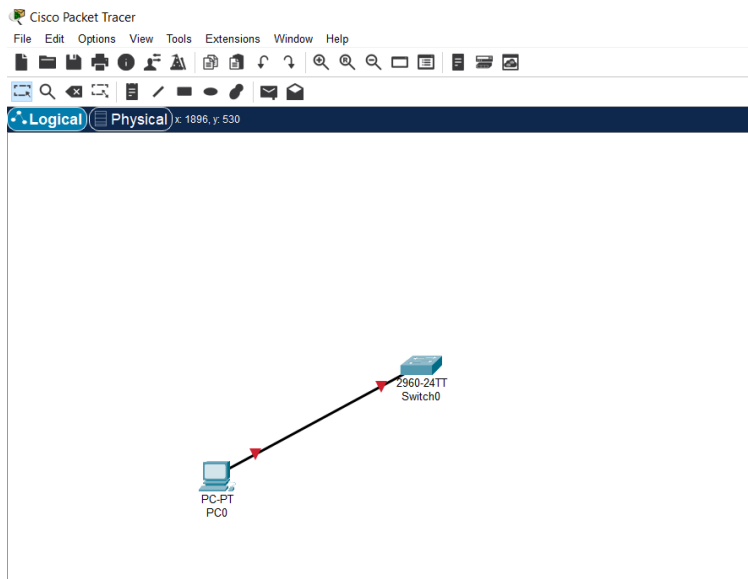 Cisco Packet Tracer
File Edit Options View Tools Extensions Window Help
Logical Physical x: 1896, y: 530
2960-24TT
Switch0
PC-PT
PC0